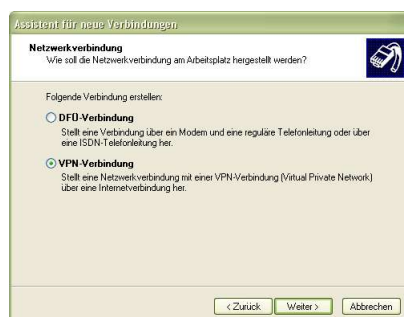 Assistent für neue Verbindungen
Netzwerkverbindung
Wie soll die Netzwerkverbindung am Arbeitsplatz hergestellt werden?
Folgende Verbindung erstellen:
DFÜ-Verbindung
Stellt eine Verbindung über ein Modem und eine reguläre Telefonleitung oder über
eine ISDN-Telefonleitung her.
VPN-Verbindung
Stellt eine Netzwerkverbindung mit einer VPN-Verbindung (Virtual Private Network)
über eine Internetverbindung her.
< Zurück Weiter > Abbrechen